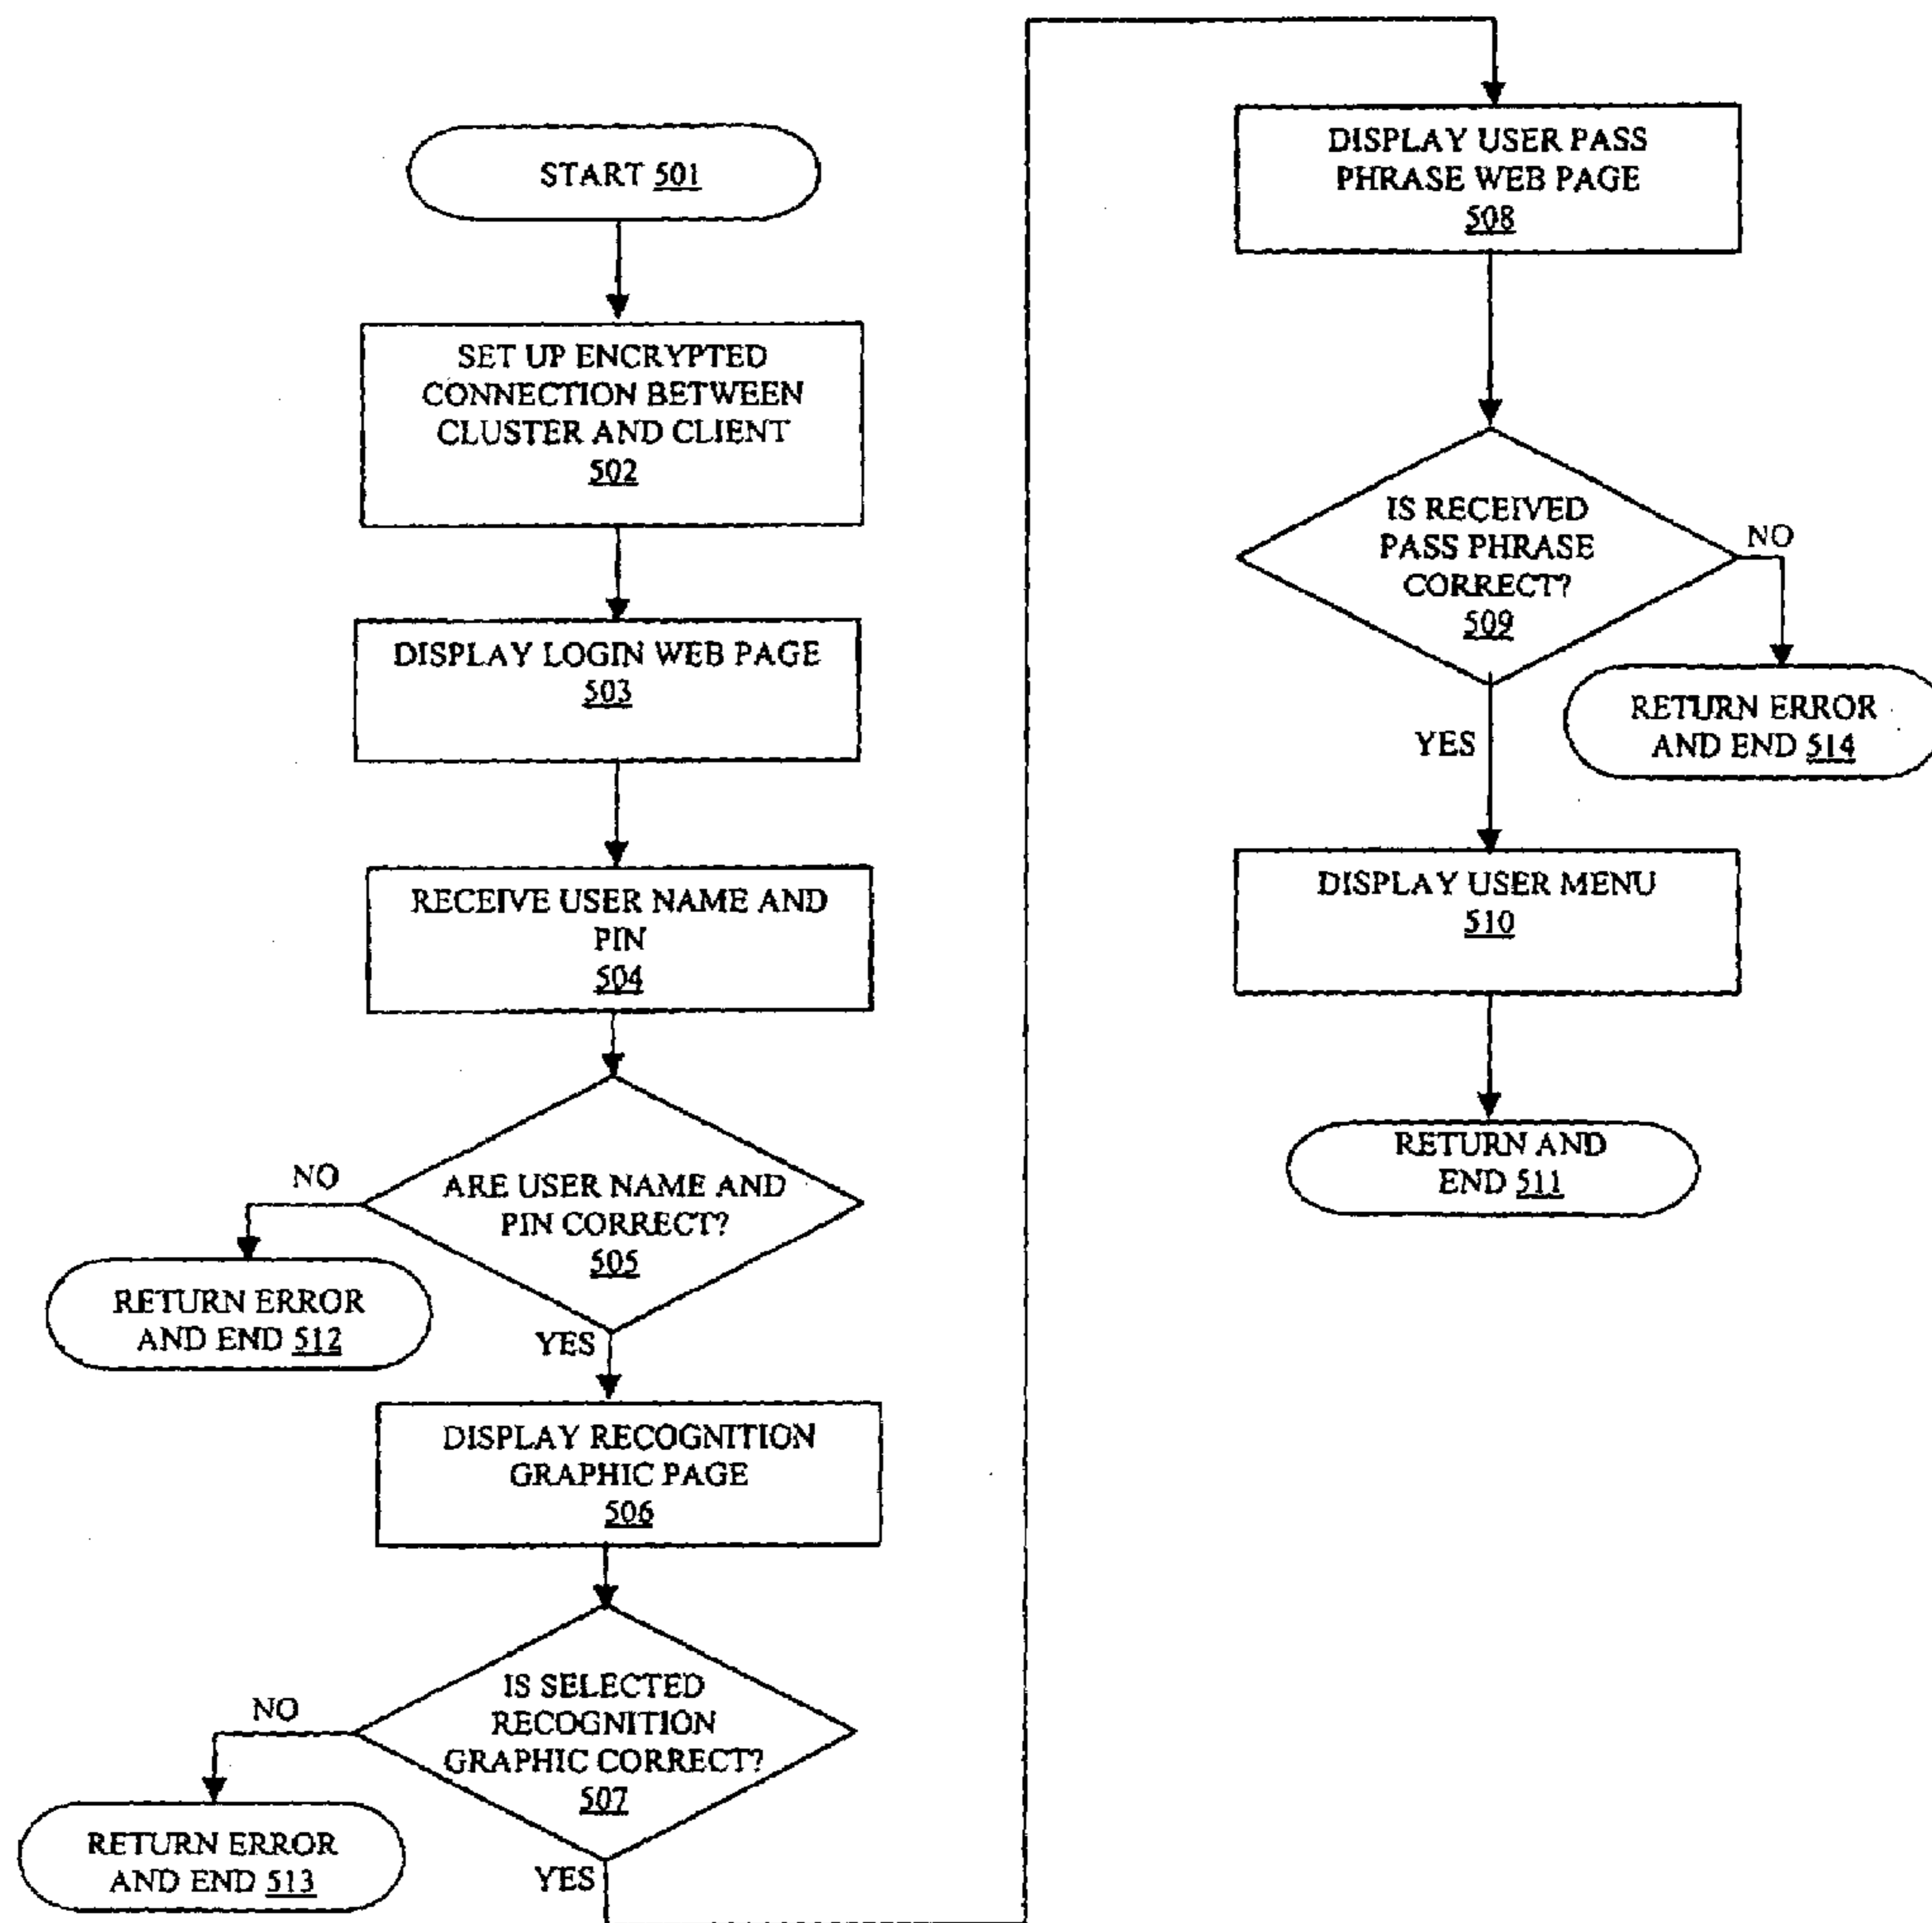 START 501
SET UP ENCRYPTED
CONNECTION BETWEEN
CLUSTER AND CLIENT
502
DISPLAY LOGIN WEB PAGE
503
RECEIVE USER NAME AND
PIN
504
NO
ARE USER NAME AND
PIN CORRECT?
505
RETURN ERROR
AND END 512
YES
DISPLAY RECOGNITION
GRAPHIC PAGE
506
NO
IS SELECTED
RECOGNITION
GRAPHIC CORRECT?
507
RETURN ERROR
AND END 513
YES
DISPLAY USER PASS
PHRASE WEB PAGE
508
IS RECEIVED
PASS PHRASE
CORRECT?
509
NO
RETURN ERROR
AND END 514
YES
DISPLAY USER MENU
510
RETURN AND
END 511